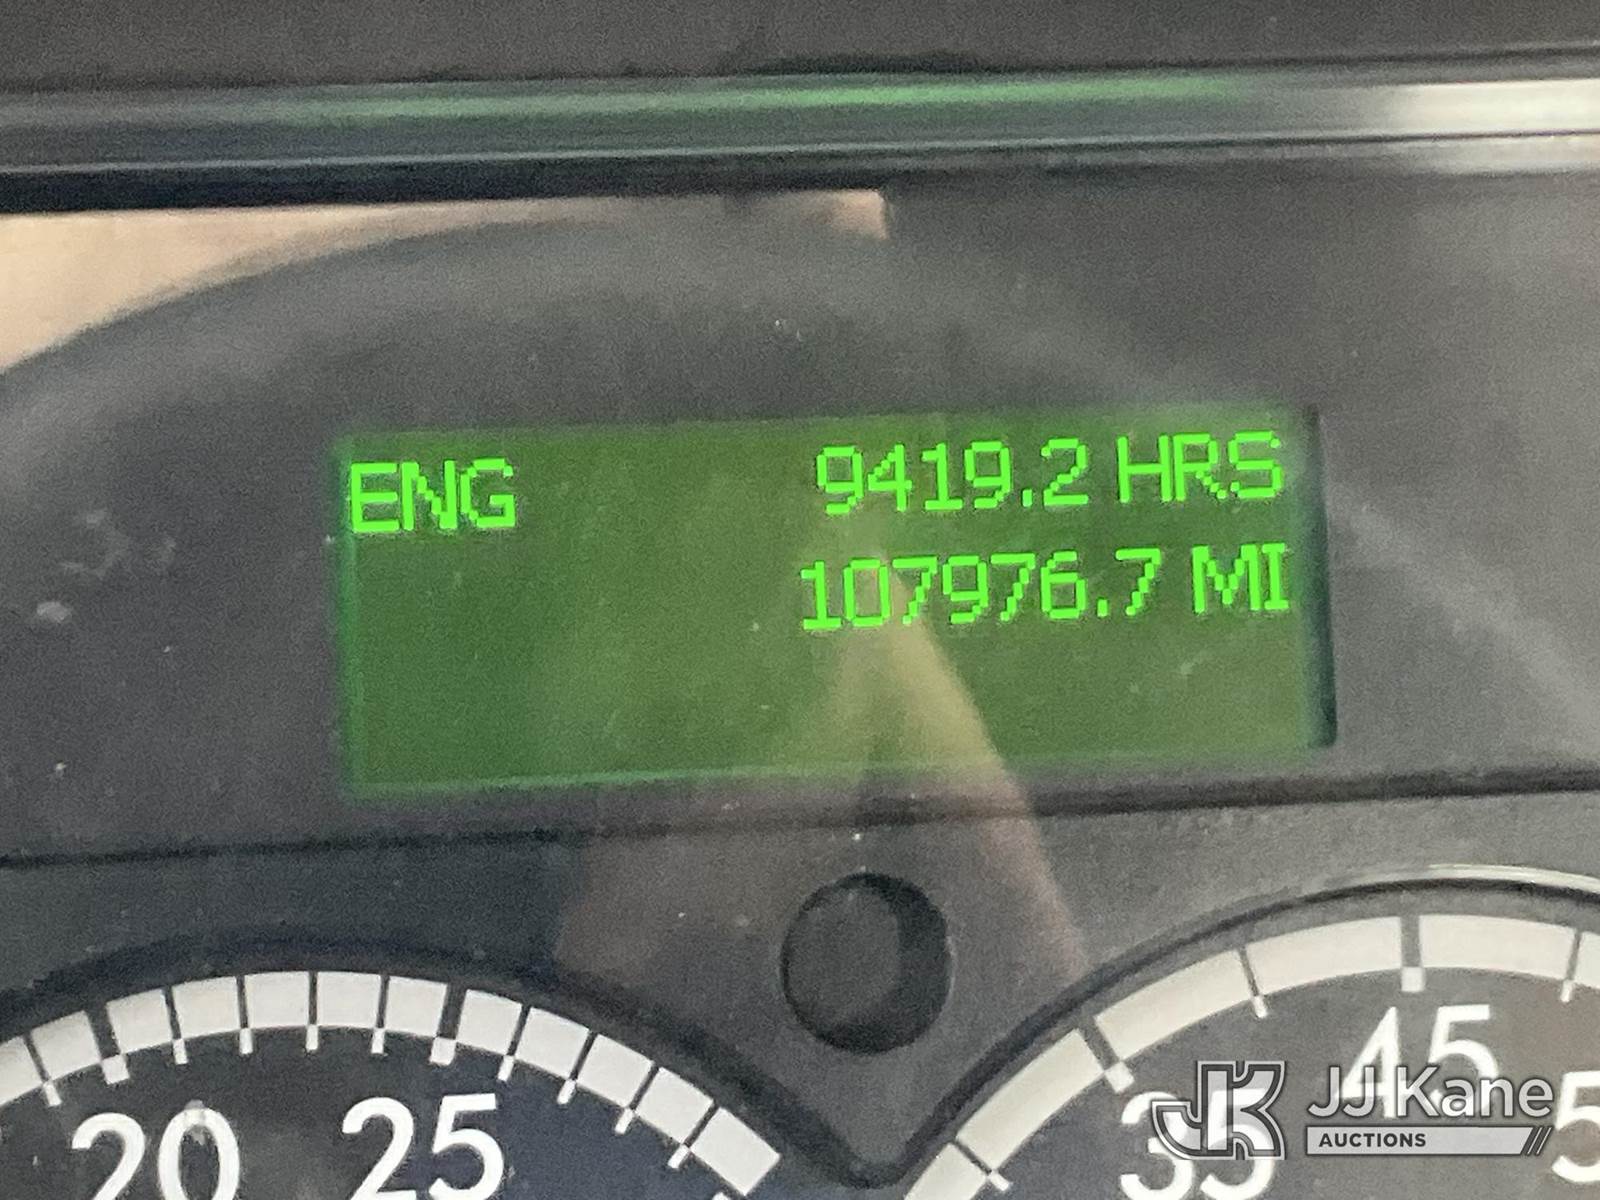 ENG 9419.2 HRS
107976.7 MI
20 25
35 45
JJ Kane
AUCTIONS